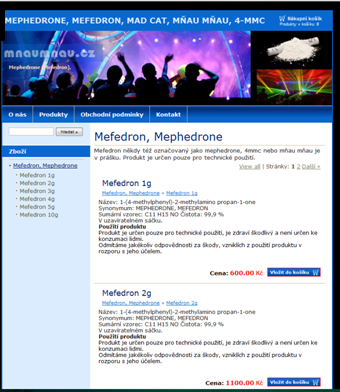 MEPHEDRONE, MEFEDRON, MAD CAT, MŇAU MŇAU, 4-MMC
Nákupní košík
Produkty v košíku: 0
mnaumnau.cz
Mephedrone (Mefedron)
O nás
Produkty
Obchodní podmínky
Kontakt
Hledat »
Zboží
Mefedron, Mephedrone
Mefedron 1g
Mefedron 2g
Mefedron 3g
Mefedron 4g
Mefedron 5g
Mefedron 10g
Mefedron, Mephedrone
Mefedron někdy též označovaný jako mephedrone, 4mmc nebo mňau mňau je
v prášku. Produkt je určen pouze pro technické použití.
View all | Stránky: 1 2 Další »
Mefedron 1g
Mefedron, Mephedrone • Mefedron 1g
Název: 1-(4-methylphenyl)-2-methylamino propan-1-one
Synonymum: MEPHEDRONE, MEFEDRON
Sumární vzorec: C11 H15 NO Čistota: 99,9 %
V uzavíratelném sáčku.
Použití produktu
Produkt je určen pouze pro technické použití, je zdraví škodlivý a není určen ke
konzumaci lidmi.
Odmítáme jakékoliv odpovědnosti za škody, vzniklích z použití produktu v
rozporu s jeho účelem.
Cena: 600.00 Kč
Vložit do košíku
Mefedron 2g
Mefedron, Mephedrone • Mefedron 2g
Název: 1-(4-methylphenyl)-2-methylamino propan-1-one
Synonymum: MEPHEDRONE, MEFEDRON
Sumární vzorec: C11 H15 NO Čistota: 99,9 %
V uzavíratelném sáčku.
Použití produktu
Produkt je určen pouze pro technické použití, je zdraví škodlivý a není určen ke
konzumaci lidmi.
Odmítáme jakékoliv odpovědnosti za škody, vzniklích z použití produktu v
rozporu s jeho účelem.
Cena: 1100.00 Kč
Vložit do košíku